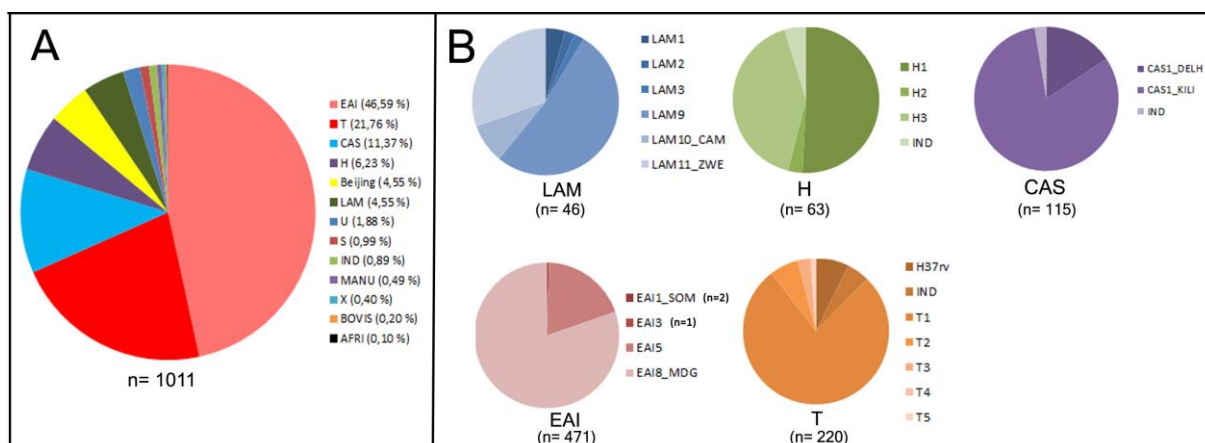 A
EAI (46,59 %)
T (21,76 %)
CAS (11,37 %)
H (6,23 %)
Beijing (4,55 %)
LAM (4,55 %)
U (1,88 %)
S (0,99 %)
IND (0,89 %)
MANU (0,49 %)
X (0,40 %)
BOVIS (0,20 %)
AFRI (0,10 %)
n= 1011
B
LAM1
LAM2
LAM3
LAM9
LAM10_CAM
LAM11_ZWE
LAM
(n= 46)
H1
H2
H3
IND
H
(n= 63)
CAS1_DELH
CAS1_KILI
IND
CAS
(n= 115)
EAI1_SOM (n=2)
EAI3 (n=1)
EAI5
EAI8_MDG
EAI
(n= 471)
H37rv
IND
T1
T2
T3
T4
T5
T
(n= 220)